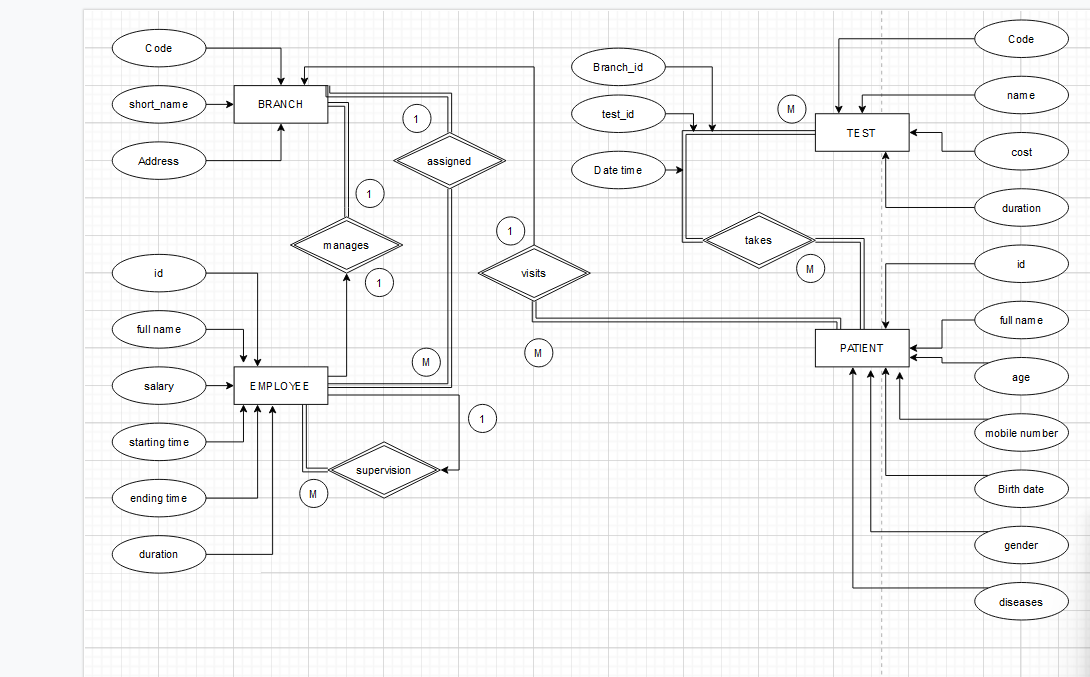 Code
short_name
Address
BRANCH
1
assigned
1
manages
1
id
full name
salary
starting time
ending time
duration
EMPLOYEE
M
1
supervision
M
Branch_id
test_id
Date time
M
TEST
Code
name
cost
duration
takes
M
1
visits
M
PATIENT
id
full name
age
mobile number
Birth date
gender
diseases